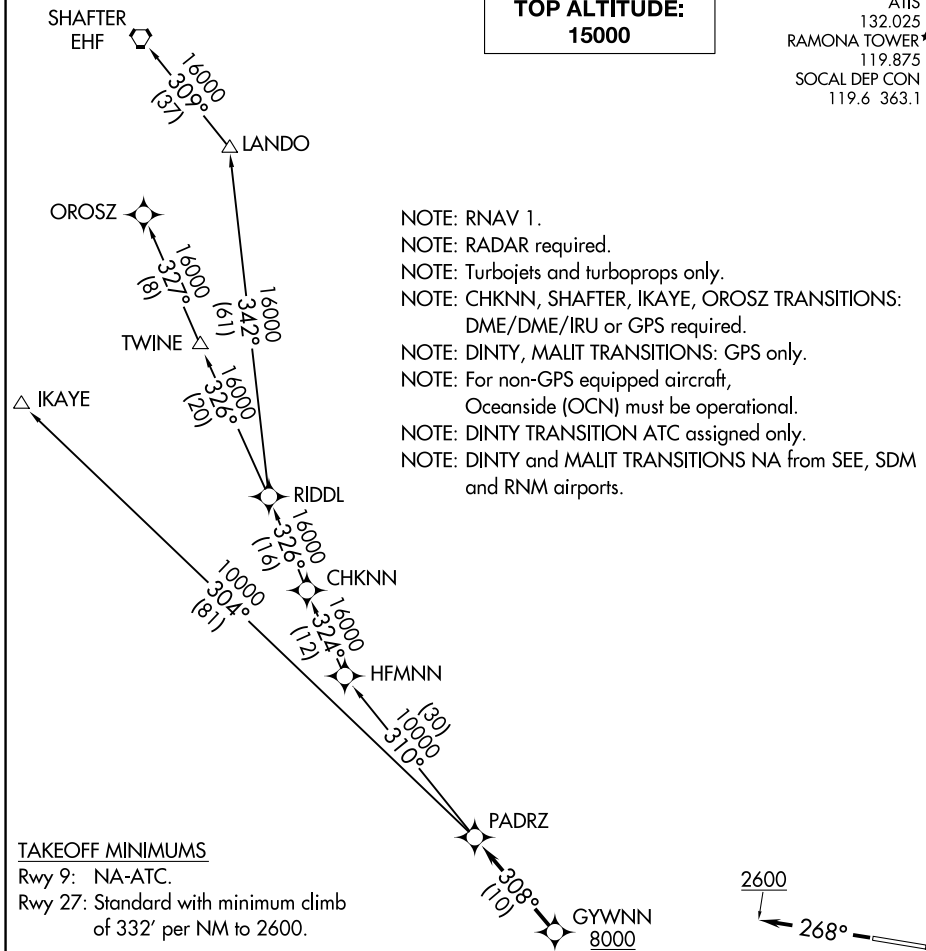 SHAFTER
EHF
TOP ALTITUDE:
15000
ATIS
132.025
RAMONA TOWER★
119.875
SOCAL DEP CON
119.6 363.1
16000
309°
(37)
LANDO
OROSZ
16000
327°
(8)
16000
342°
(61)
TWINE
16000
326°
(20)
IKAYE
RIDDL
16000
326°
(16)
CHKNN
10000
304°
(81)
16000
324°
(12)
HFMNN
(30)
10000
310°
PADRZ
308°
(10)
GYWNN
8000
2600
268°
NOTE: RNAV 1.
NOTE: RADAR required.
NOTE: Turbojets and turboprops only.
NOTE: CHKNN, SHAFTER, IKAYE, OROSZ TRANSITIONS:
DME/DME/IRU or GPS required.
NOTE: DINTY, MALIT TRANSITIONS: GPS only.
NOTE: For non-GPS equipped aircraft,
Oceanside (OCN) must be operational.
NOTE: DINTY TRANSITION ATC assigned only.
NOTE: DINTY and MALIT TRANSITIONS NA from SEE, SDM
and RNM airports.
TAKEOFF MINIMUMS
Rwy 9: NA-ATC.
Rwy 27: Standard with minimum climb
of 332' per NM to 2600.